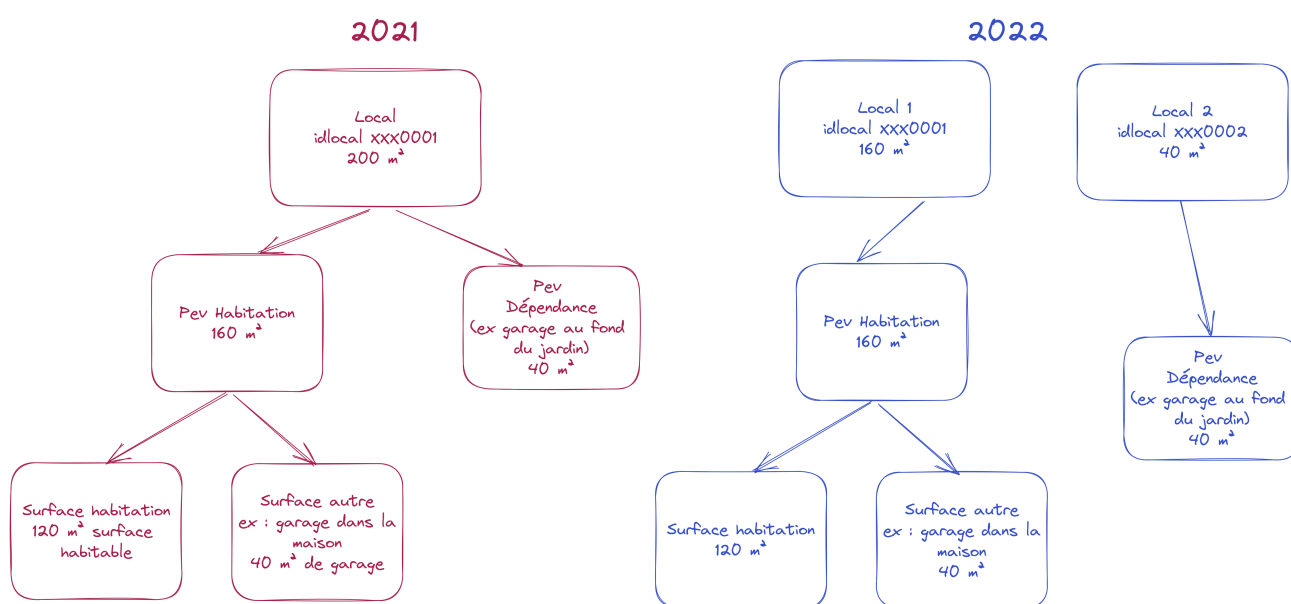 2021
Local
idlocal xxx0001
200 m²
Pev Habitation
160 m²
Pev
Dépendance
(ex garage au fond
du jardin)
40 m²
Surface habitation
120 m² surface
habitable
Surface autre
ex : garage dans la
maison
40 m² de garage
2022
Local 1
idlocal xxx0001
160 m²
Local 2
idlocal xxx0002
40 m²
Pev Habitation
160 m²
Pev
Dépendance
(ex garage au fond
du jardin)
40 m²
Surface habitation
120 m²
Surface autre
ex : garage dans la
maison
40 m²